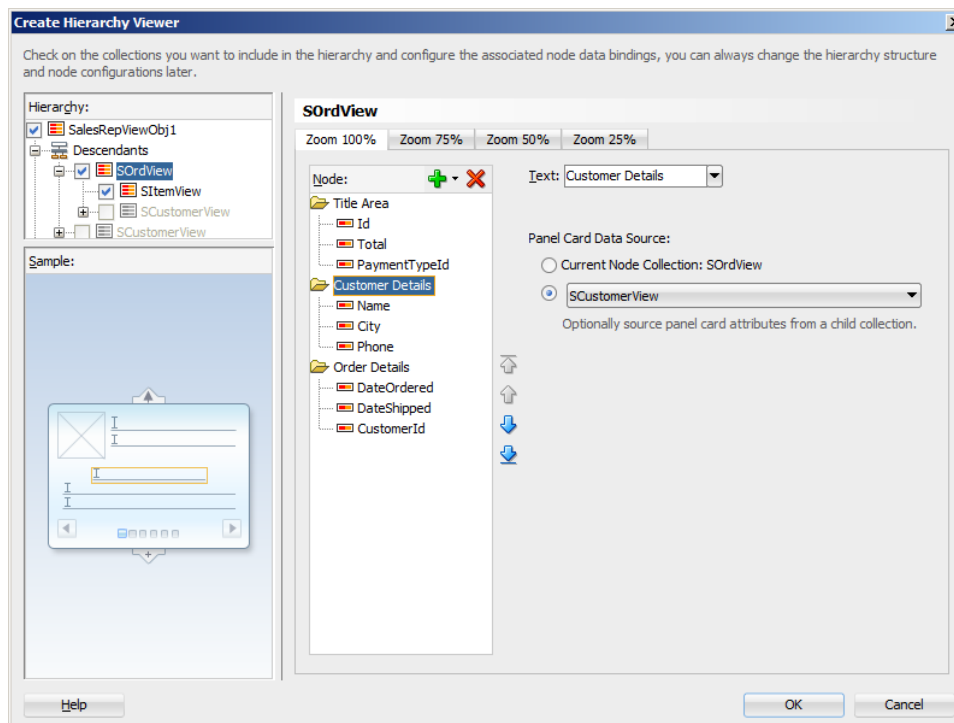 Create Hierarchy Viewer
Check on the collections you want to include in the hierarchy and configure the associated node data bindings, you can always change the hierarchy structure
and node configurations later.
Hierarchy:
SalesRepViewObj1
Descendants
SOrdView
SItemView
SCustomerView
SCustomerView
Sample:
SOrdView
Zoom 100% Zoom 75% Zoom 50% Zoom 25%
Node:
Title Area
Id
Total
PaymentTypeId
Customer Details
Name
City
Phone
Order Details
DateOrdered
DateShipped
CustomerId
Text: Customer Details
Panel Card Data Source:
Current Node Collection: SOrdView
SCustomerView
Optionally source panel card attributes from a child collection.
Help OK Cancel